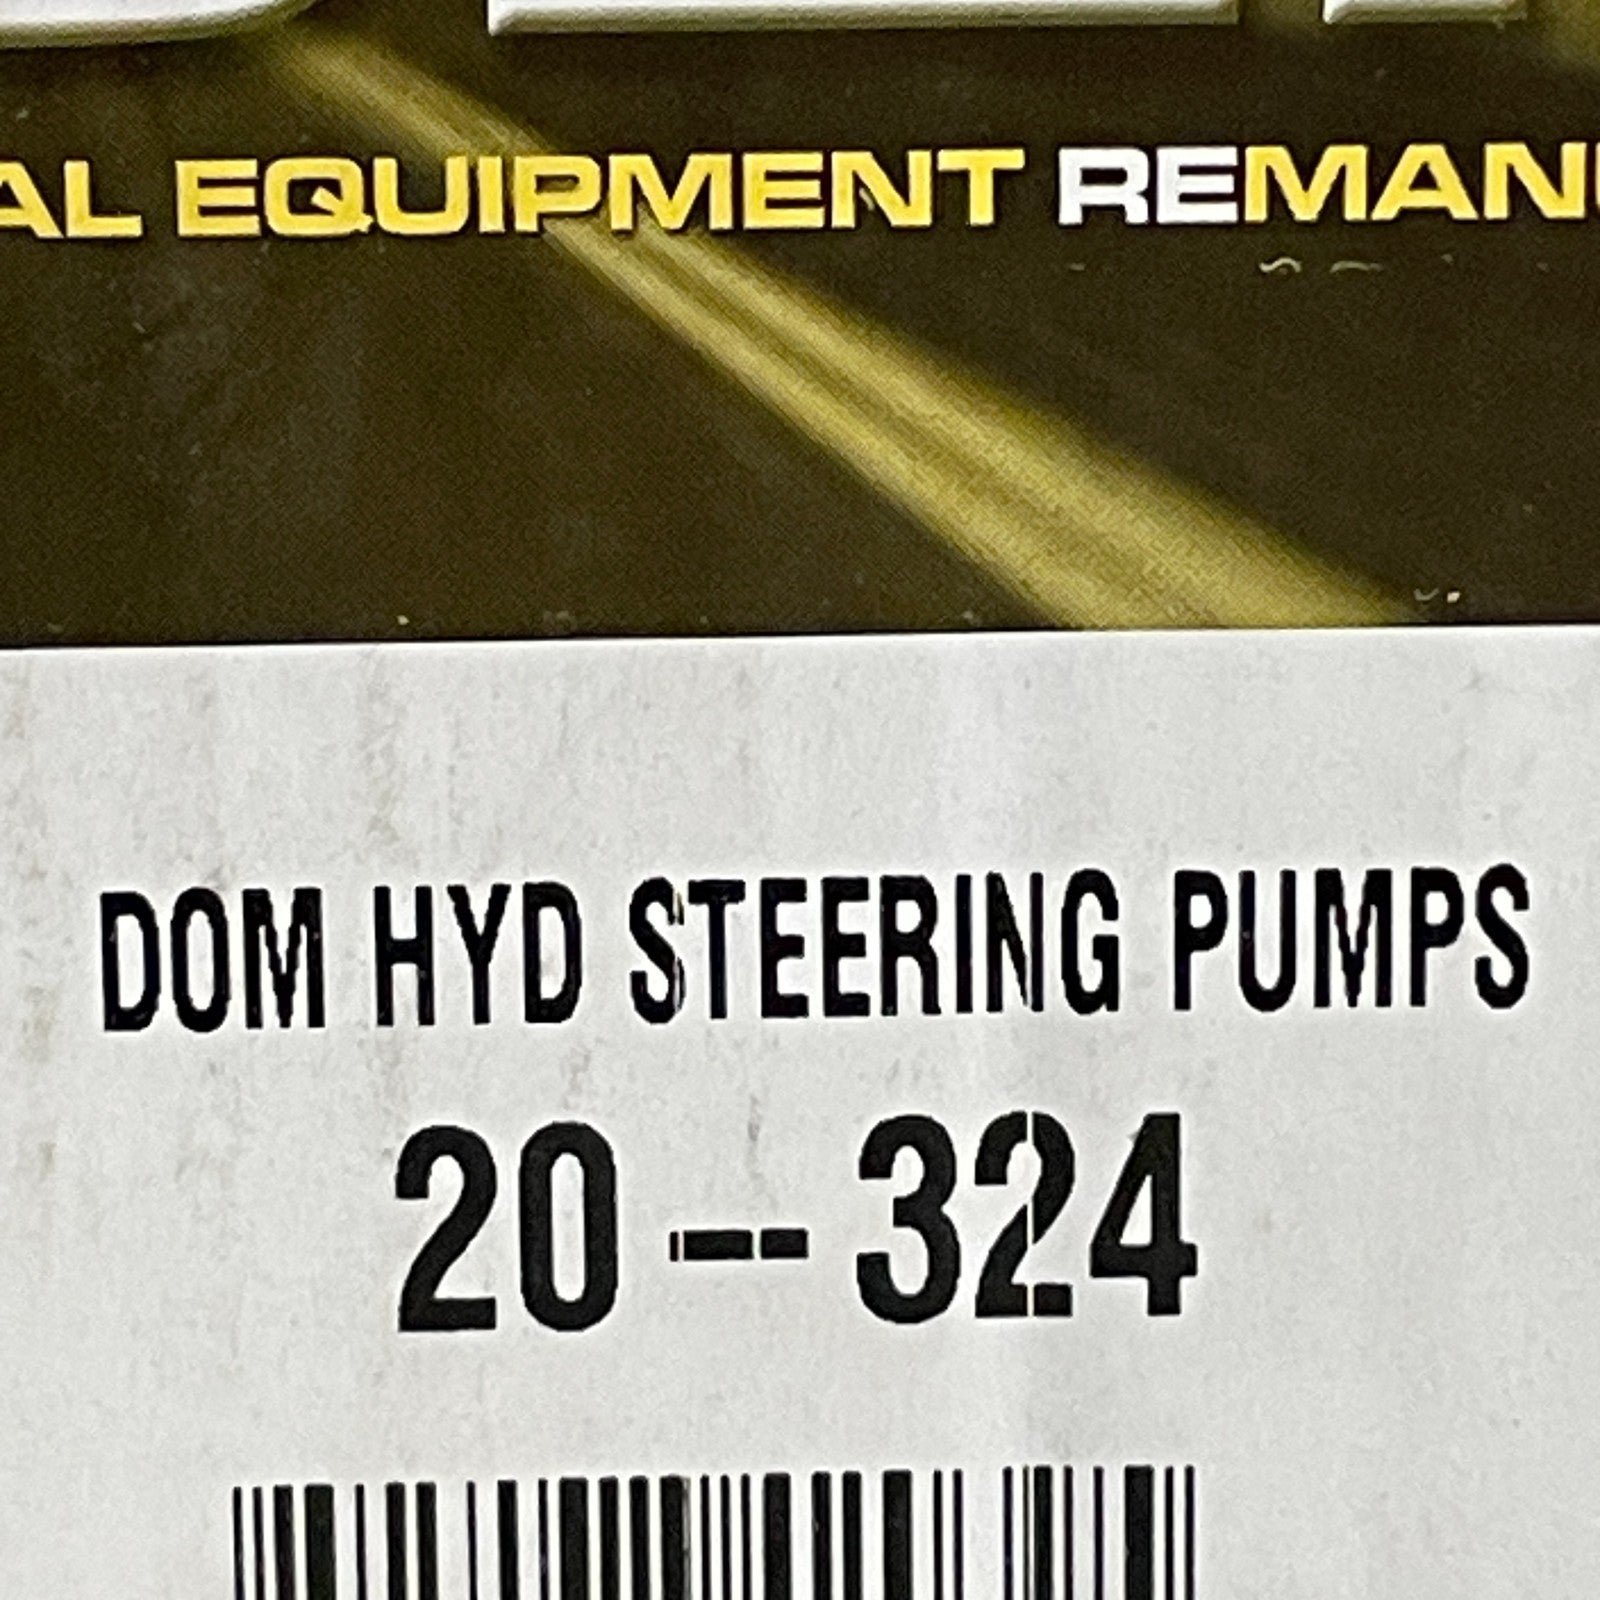 AL EQUIPMENT REMAN
DOM HYD STEERING PUMPS
20-324